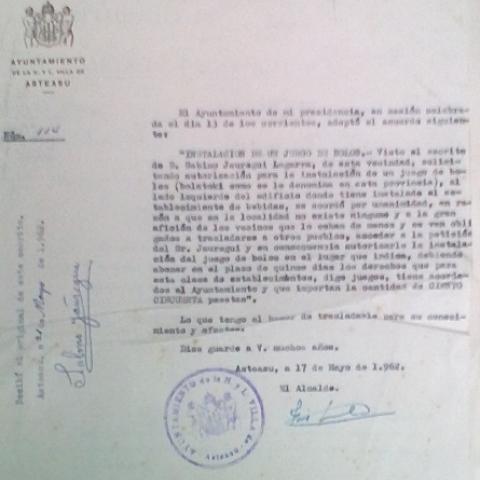 AYUNTAMIENTO
DE LA N. Y L. VILLA DE
ASTEASU
Núm.
El Ayuntamiento de mi presidencia, en sesión celebra-
da el día 13 de los corrientes, adoptó el acuerdo siguien-
te:
"INSTALACION DE UN JUEGO DE BOLOS.- Visto el escrito
de D. Sabino Jauregui Legarra, de esta vecindad, solici-
tando autorización para la instalación de un juego de bo-
los (bolatoki como se le denomina en esta provincia), al
lado izquierdo del edificio donde tiene instalado el es-
tablecimiento de bebidas, se acordó por unanimidad, en ra-
zón a que en la localidad no existe ninguno y a la gran
afición de los vecinos que lo echan de menos y se ven obli
gados a trasladarse a otros pueblos, acceder a la petición
del Sr. Jauregui y en consecuencia autorizarle la instala-
ción del juego de bolos en el lugar que indica, debiendo
abonar en el plazo de quince días los derechos que para
esta clase de establecimientos, digo juegos, tiene acorda-
dos el Ayuntamiento y que importan la cantidad de CIENTO
CINCUENTA pesetas".
Lo que tengo el honor de trasladarle para su conoci-
miento y efectos.
Dios guarde a V. muchos años.
Asteasu, a 17 de Mayo de 1.962.
El Alcalde.
AYUNTAMIENTO de la N. y L. VILLA de Asteasu
Recibí el original de este escrito.
Asteasu, a 21 de Mayo de 1.962.
Sabino Jáuregui